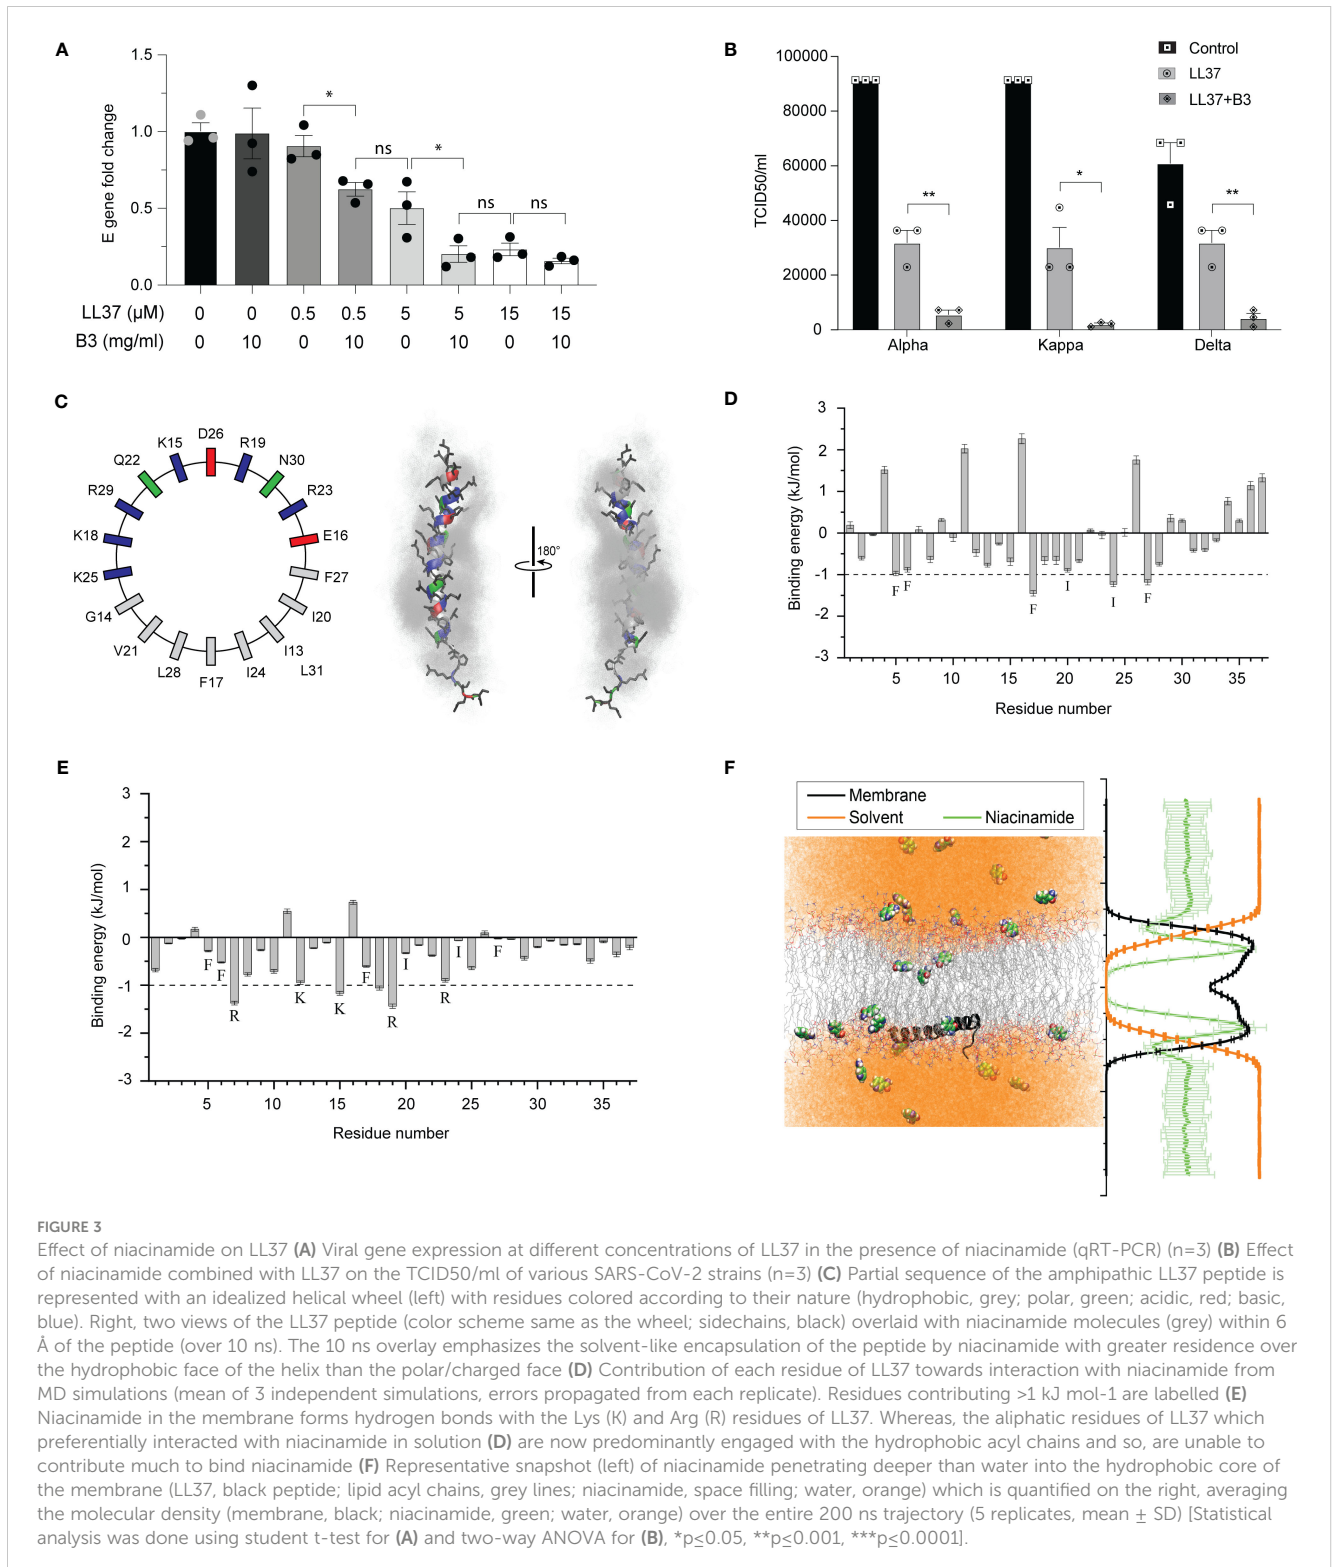 A
1.5
1.0
0.5
0.0
E gene fold change
*
ns
*
ns
ns
LL37 (µM) 0 0 0.5 0.5 5 5 15 15
B3 (mg/ml) 0 10 0 10 0 10 0 10
B
100000
80000
60000
40000
20000
0
TCID50/ml
Control
LL37
LL37+B3
**
*
**
Alpha Kappa Delta
C
D26
K15 R19
Q22 N30
R29 R23
K18 E16
K25 F27
G14 I20
V21 I13
L28 F17 I24 L31
180°
D
3
2
1
0
-1
-2
-3
Binding energy (kJ/mol)
F F F I F
5 10 15 20 25 30 35
Residue number
E
3
2
1
0
-1
-2
-3
Binding energy (kJ/mol)
F F F I I F
R K K R R
5 10 15 20 25 30 35
Residue number
F
Membrane
Solvent Niacinamide
FIGURE 3
Effect of niacinamide on LL37 (A) Viral gene expression at different concentrations of LL37 in the presence of niacinamide (qRT-PCR) (n=3) (B) Effect
of niacinamide combined with LL37 on the TCID50/ml of various SARS-CoV-2 strains (n=3) (C) Partial sequence of the amphipathic LL37 peptide is
represented with an idealized helical wheel (left) with residues colored according to their nature (hydrophobic, grey; polar, green; acidic, red; basic,
blue). Right, two views of the LL37 peptide (color scheme same as the wheel; sidechains, black) overlaid with niacinamide molecules (grey) within 6
Å of the peptide (over 10 ns). The 10 ns overlay emphasizes the solvent-like encapsulation of the peptide by niacinamide with greater residence over
the hydrophobic face of the helix than the polar/charged face (D) Contribution of each residue of LL37 towards interaction with niacinamide from
MD simulations (mean of 3 independent simulations, errors propagated from each replicate). Residues contributing >1 kJ mol-1 are labelled (E)
Niacinamide in the membrane forms hydrogen bonds with the Lys (K) and Arg (R) residues of LL37. Whereas, the aliphatic residues of LL37 which
preferentially interacted with niacinamide in solution (D) are now predominantly engaged with the hydrophobic acyl chains and so, are unable to
contribute much to bind niacinamide (F) Representative snapshot (left) of niacinamide penetrating deeper than water into the hydrophobic core of
the membrane (LL37, black peptide; lipid acyl chains, grey lines; niacinamide, space filling; water, orange) which is quantified on the right, averaging
the molecular density (membrane, black; niacinamide, green; water, orange) over the entire 200 ns trajectory (5 replicates, mean ± SD) [Statistical
analysis was done using student t-test for (A) and two-way ANOVA for (B), *p≤0.05, **p≤0.001, ***p≤0.0001].